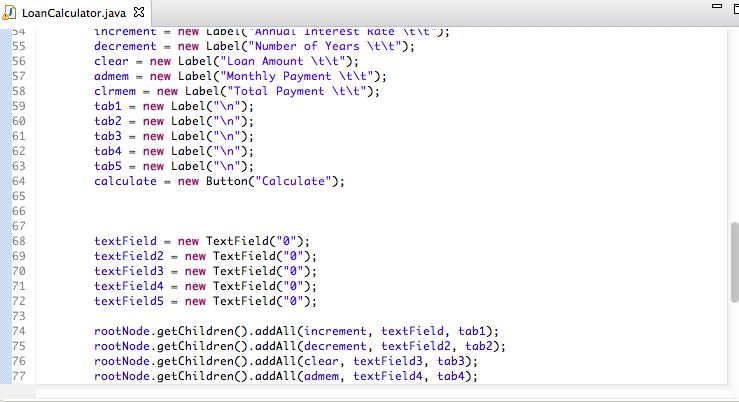 LoanCalculator.java
54 increment = new Label("Annual Interest Rate \t\t");
55 decrement = new Label("Number of Years \t\t");
56 clear = new Label("Loan Amount \t\t");
57 admem = new Label("Monthly Payment \t\t");
58 clrmem = new Label("Total Payment \t\t");
59 tab1 = new Label("\n");
60 tab2 = new Label("\n");
61 tab3 = new Label("\n");
62 tab4 = new Label("\n");
63 tab5 = new Label("\n");
64 calculate = new Button("Calculate");
65
66
67
68 textField = new TextField("0");
69 textField2 = new TextField("0");
70 textField3 = new TextField("0");
71 textField4 = new TextField("0");
72 textField5 = new TextField("0");
73
74 rootNode.getChildren().addAll(increment, textField, tab1);
75 rootNode.getChildren().addAll(decrement, textField2, tab2);
76 rootNode.getChildren().addAll(clear, textField3, tab3);
77 rootNode.getChildren().addAll(admem, textField4, tab4);